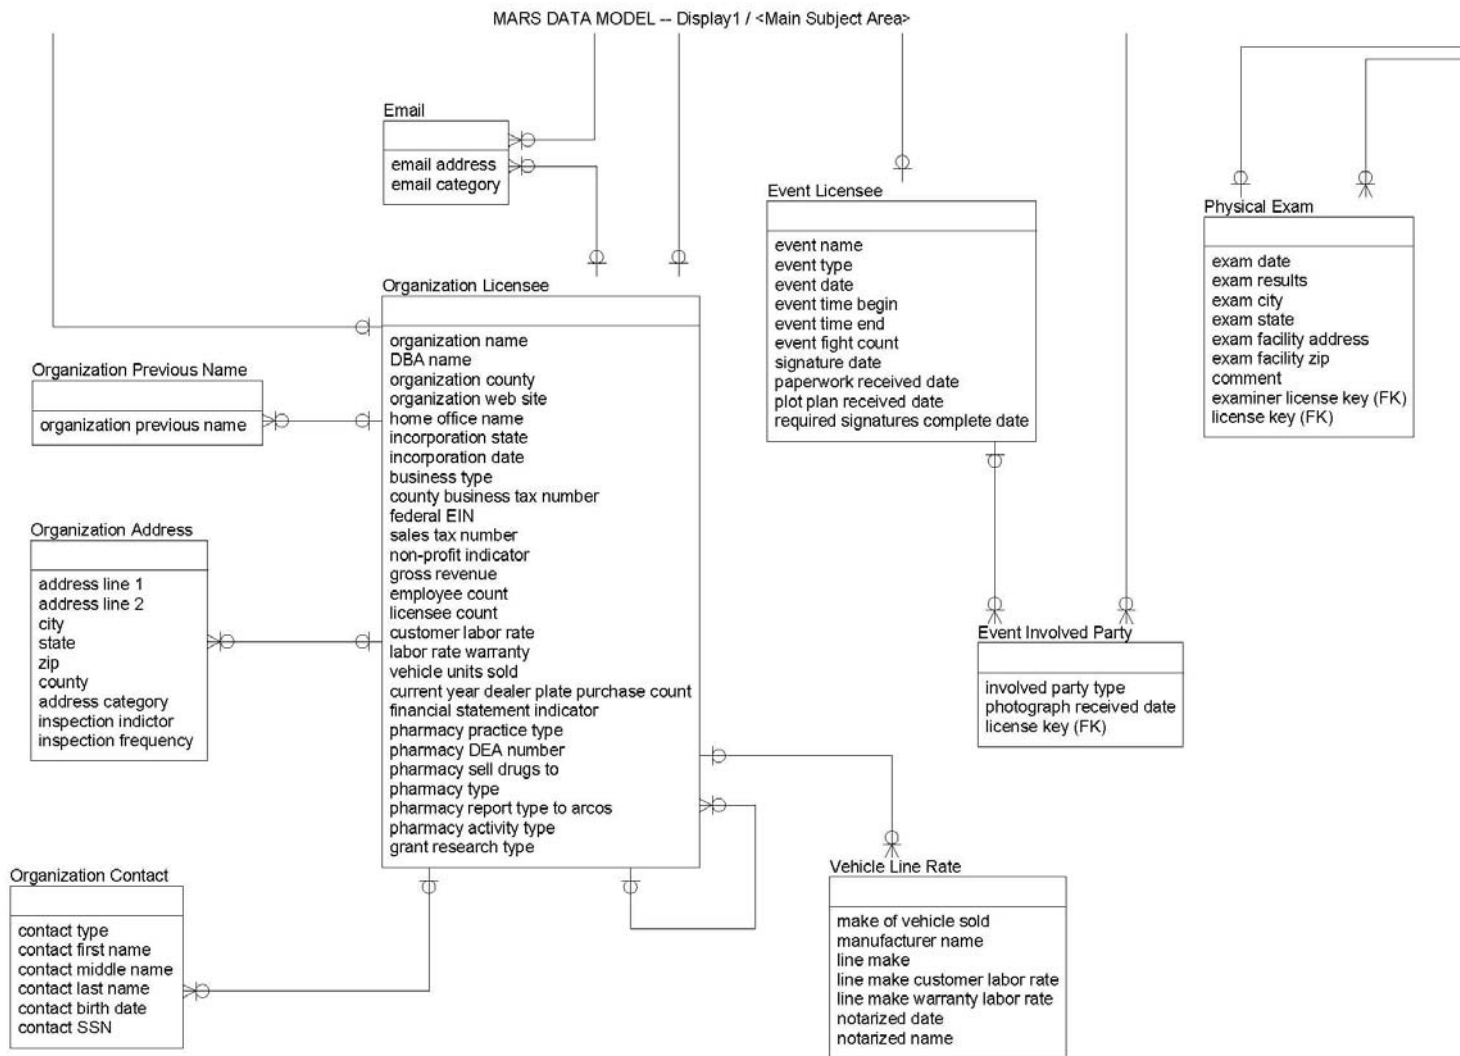 MARS DATA MODEL -- Display1 / <Main Subject Area>
Email
email address
email category
Event Licensee
event name
event type
event date
event time begin
event time end
event fight count
signature date
paperwork received date
plot plan received date
required signatures complete date
Physical Exam
exam date
exam results
exam city
exam state
exam facility address
exam facility zip
comment
examiner license key (FK)
license key (FK)
Organization Licensee
organization name
DBA name
organization county
organization web site
home office name
incorporation state
incorporation date
business type
county business tax number
federal EIN
sales tax number
non-profit indicator
gross revenue
employee count
licensee count
customer labor rate
labor rate warranty
vehicle units sold
current year dealer plate purchase count
financial statement indicator
pharmacy practice type
pharmacy DEA number
pharmacy sell drugs to
pharmacy type
pharmacy report type to arcos
pharmacy activity type
grant research type
Organization Previous Name
organization previous name
Organization Address
address line 1
address line 2
city
state
zip
county
address category
inspection indictor
inspection frequency
Event Involved Party
involved party type
photograph received date
license key (FK)
Organization Contact
contact type
contact first name
contact middle name
contact last name
contact birth date
contact SSN
Vehicle Line Rate
make of vehicle sold
manufacturer name
line make
line make customer labor rate
line make warranty labor rate
notarized date
notarized name